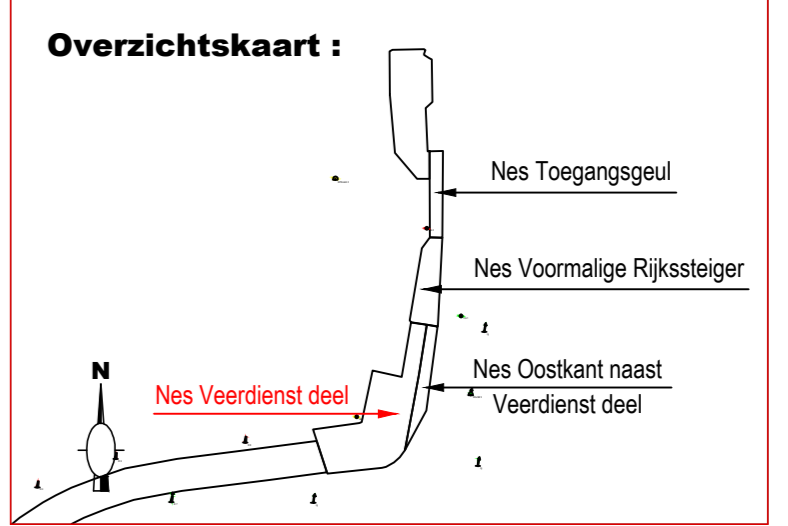 Overzichtskaart :
Nes Toegangsgeul
Nes Voormalige Rijkssteiger
N
Nes Veerdienst deel
Nes Oostkant naast
Veerdienst deel